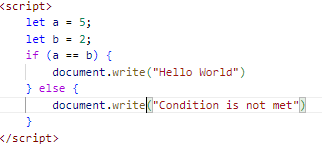 <script>
    let a = 5;
    let b = 2;
    if (a == b) {
        document.write("Hello World")
    } else {
        document.write("Condition is not met")
    }
</script>